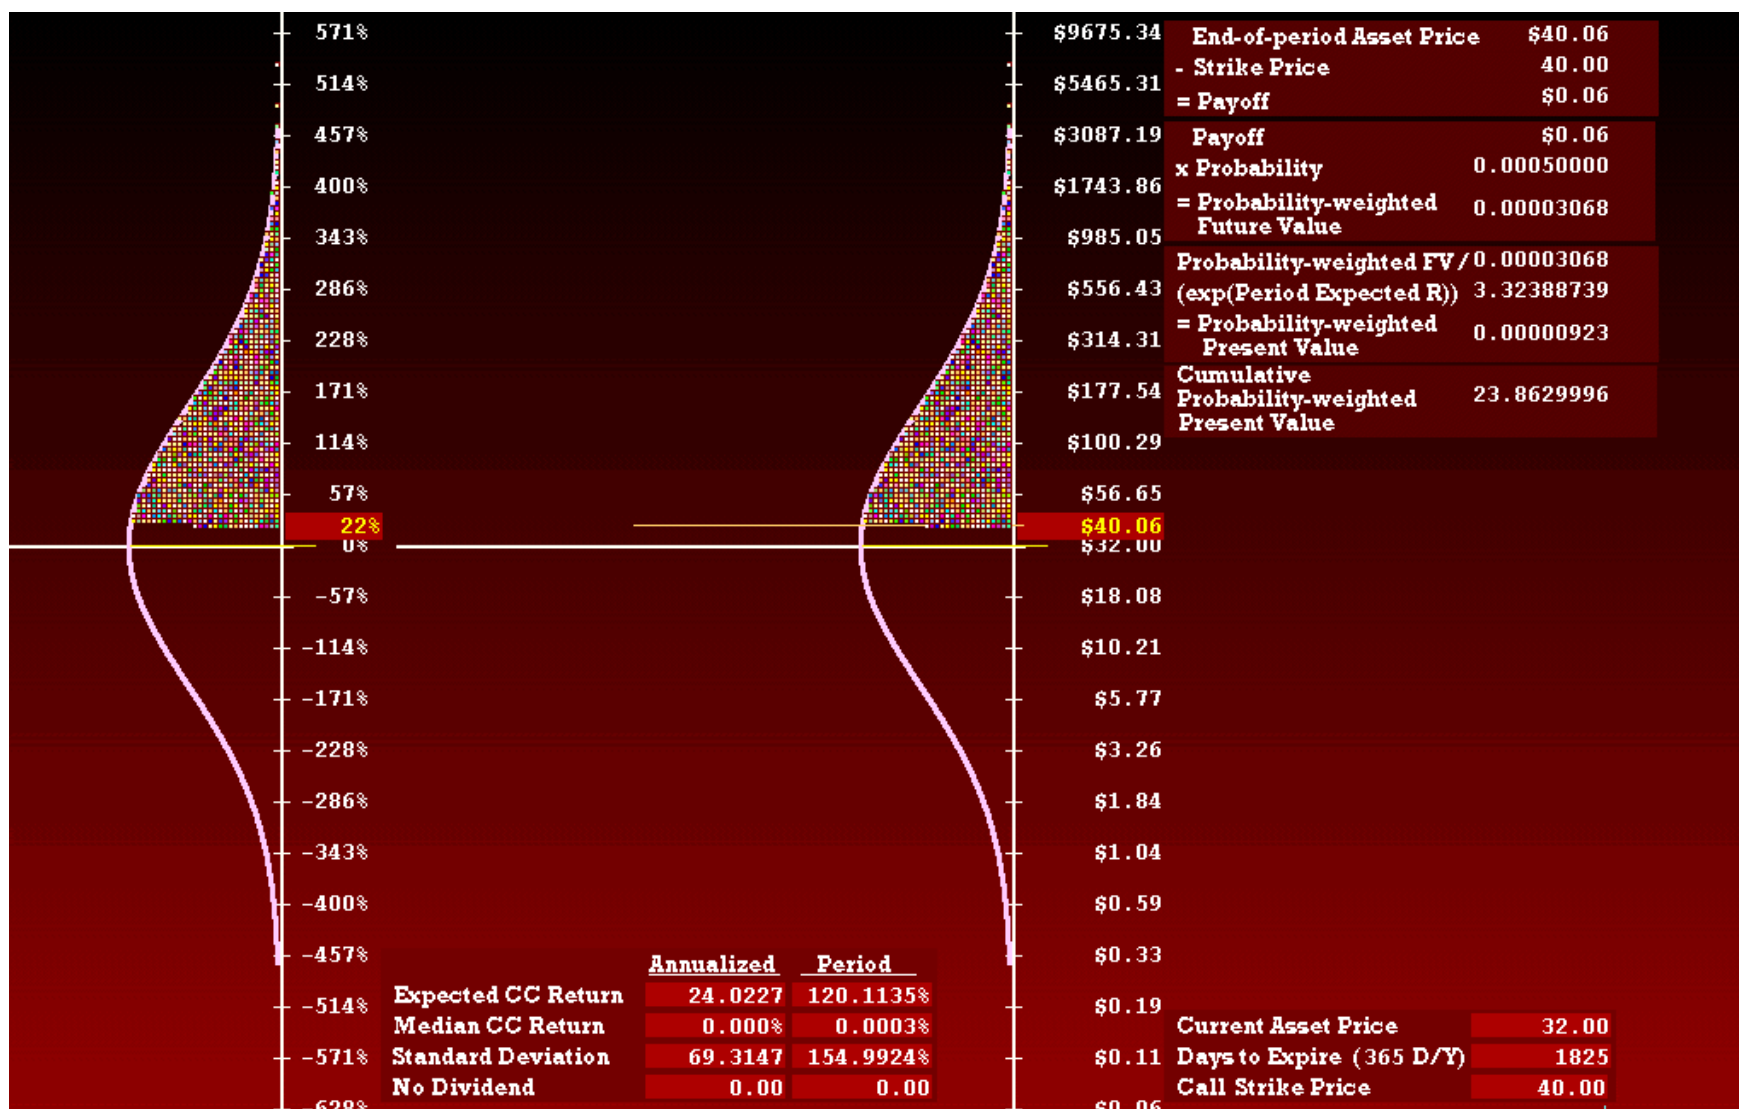 571%
514%
457%
400%
343%
286%
228%
171%
114%
57%
22%
0%
-57%
-114%
-171%
-228%
-286%
-343%
-400%
-457%
-514%
-571%
-628%
$9675.34
$5465.31
$3087.19
$1743.86
$985.05
$556.43
$314.31
$177.54
$100.29
$56.65
$40.06
$32.00
$18.08
$10.21
$5.77
$3.26
$1.84
$1.04
$0.59
$0.33
$0.19
$0.11
$0.06
End-of-period Asset Price $40.06
- Strike Price 40.00
= Payoff $0.06
Payoff $0.06
x Probability 0.00050000
= Probability-weighted
Future Value 0.00003068
Probability-weighted FV / 0.00003068
(exp(Period Expected R)) 3.32388739
= Probability-weighted
Present Value 0.00000923
Cumulative
Probability-weighted 23.8629996
Present Value
Annualized Period
Expected CC Return 24.0227 120.1135%
Median CC Return 0.000% 0.0003%
Standard Deviation 69.3147 154.9924%
No Dividend 0.00 0.00
Current Asset Price 32.00
Days to Expire (365 D/Y) 1825
Call Strike Price 40.00